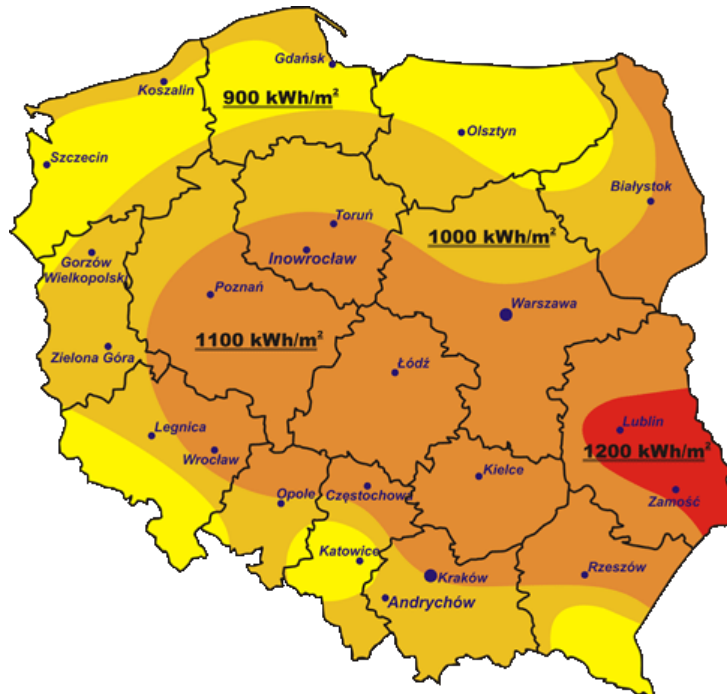 Gdańsk
Koszalin
900 kWh/m²
Olsztyn
Szczecin
Białystok
Toruń
1000 kWh/m²
Inowrocław
Gorzów
Wielkopolski
Poznań
Warszawa
1100 kWh/m²
Zielona Góra
Łódź
Legnica
Lublin
1200 kWh/m²
Wrocław
Kielce
Opole
Częstochowa
Zamość
Katowice
Kraków
Rzeszów
Andrychów